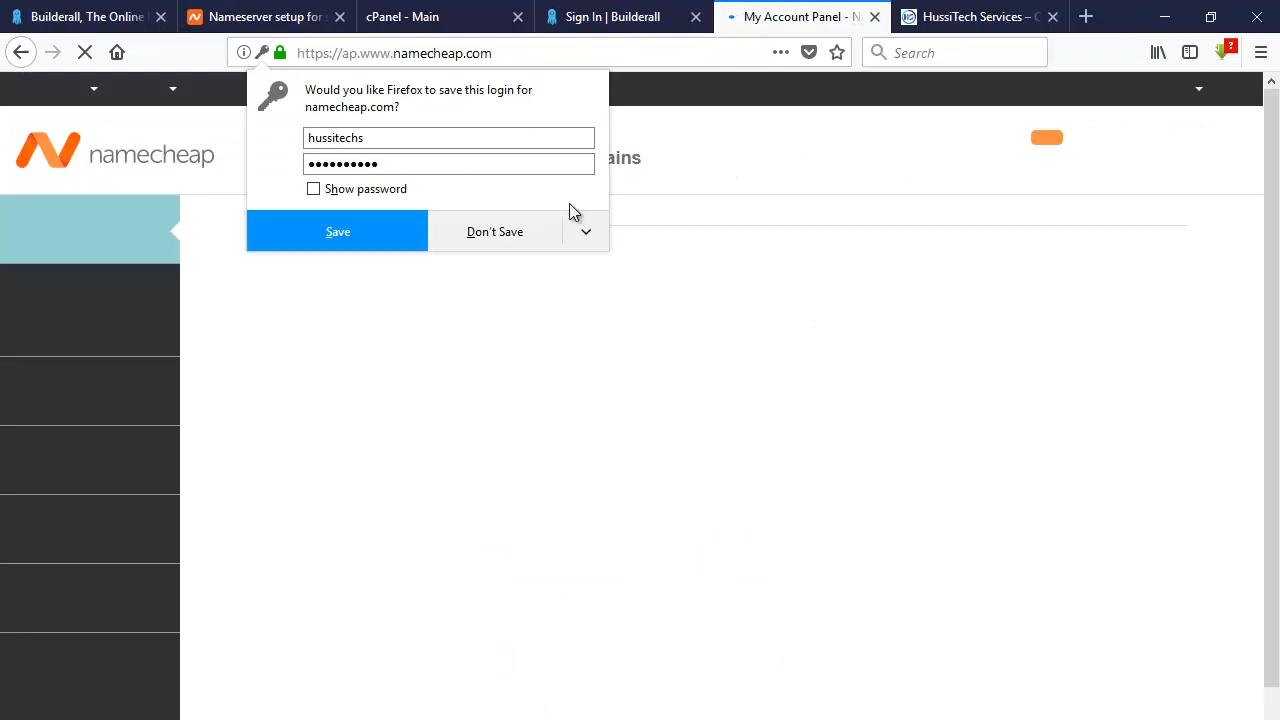 Builderall, The Online
Nameserver setup for
cPanel - Main
Sign In | Builderall
My Account Panel - N
HussiTech Services – C
https://ap.www.namecheap.com
Search
?
Would you like Firefox to save this login for
namecheap.com?
hussitechs
●●●●●●●●●●
Show password
Save
Don't Save
namecheap
ains